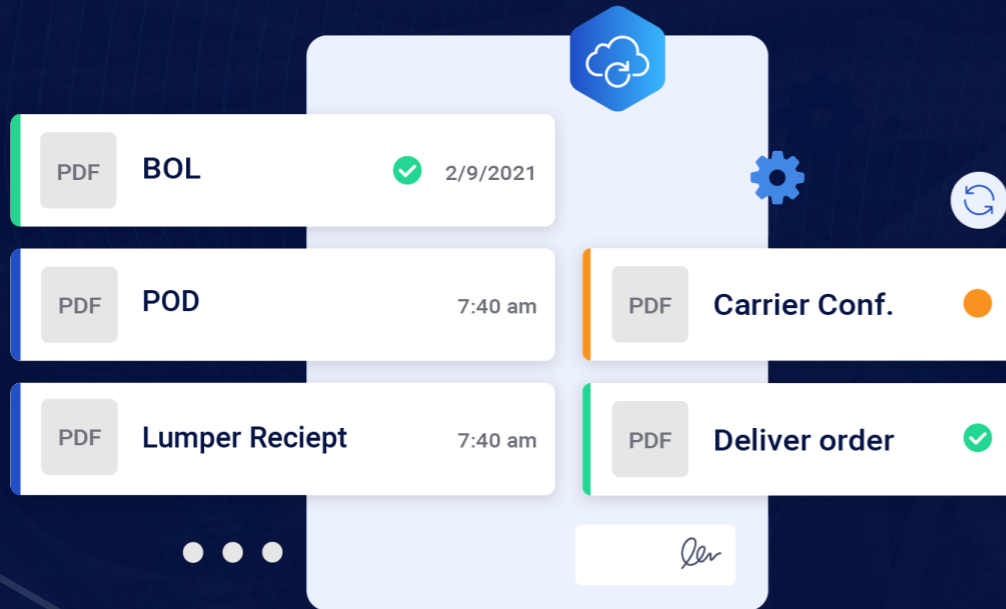 PDF BOL 2/9/2021
PDF POD 7:40 am
PDF Lumper Reciept 7:40 am
PDF Carrier Conf.
PDF Deliver order